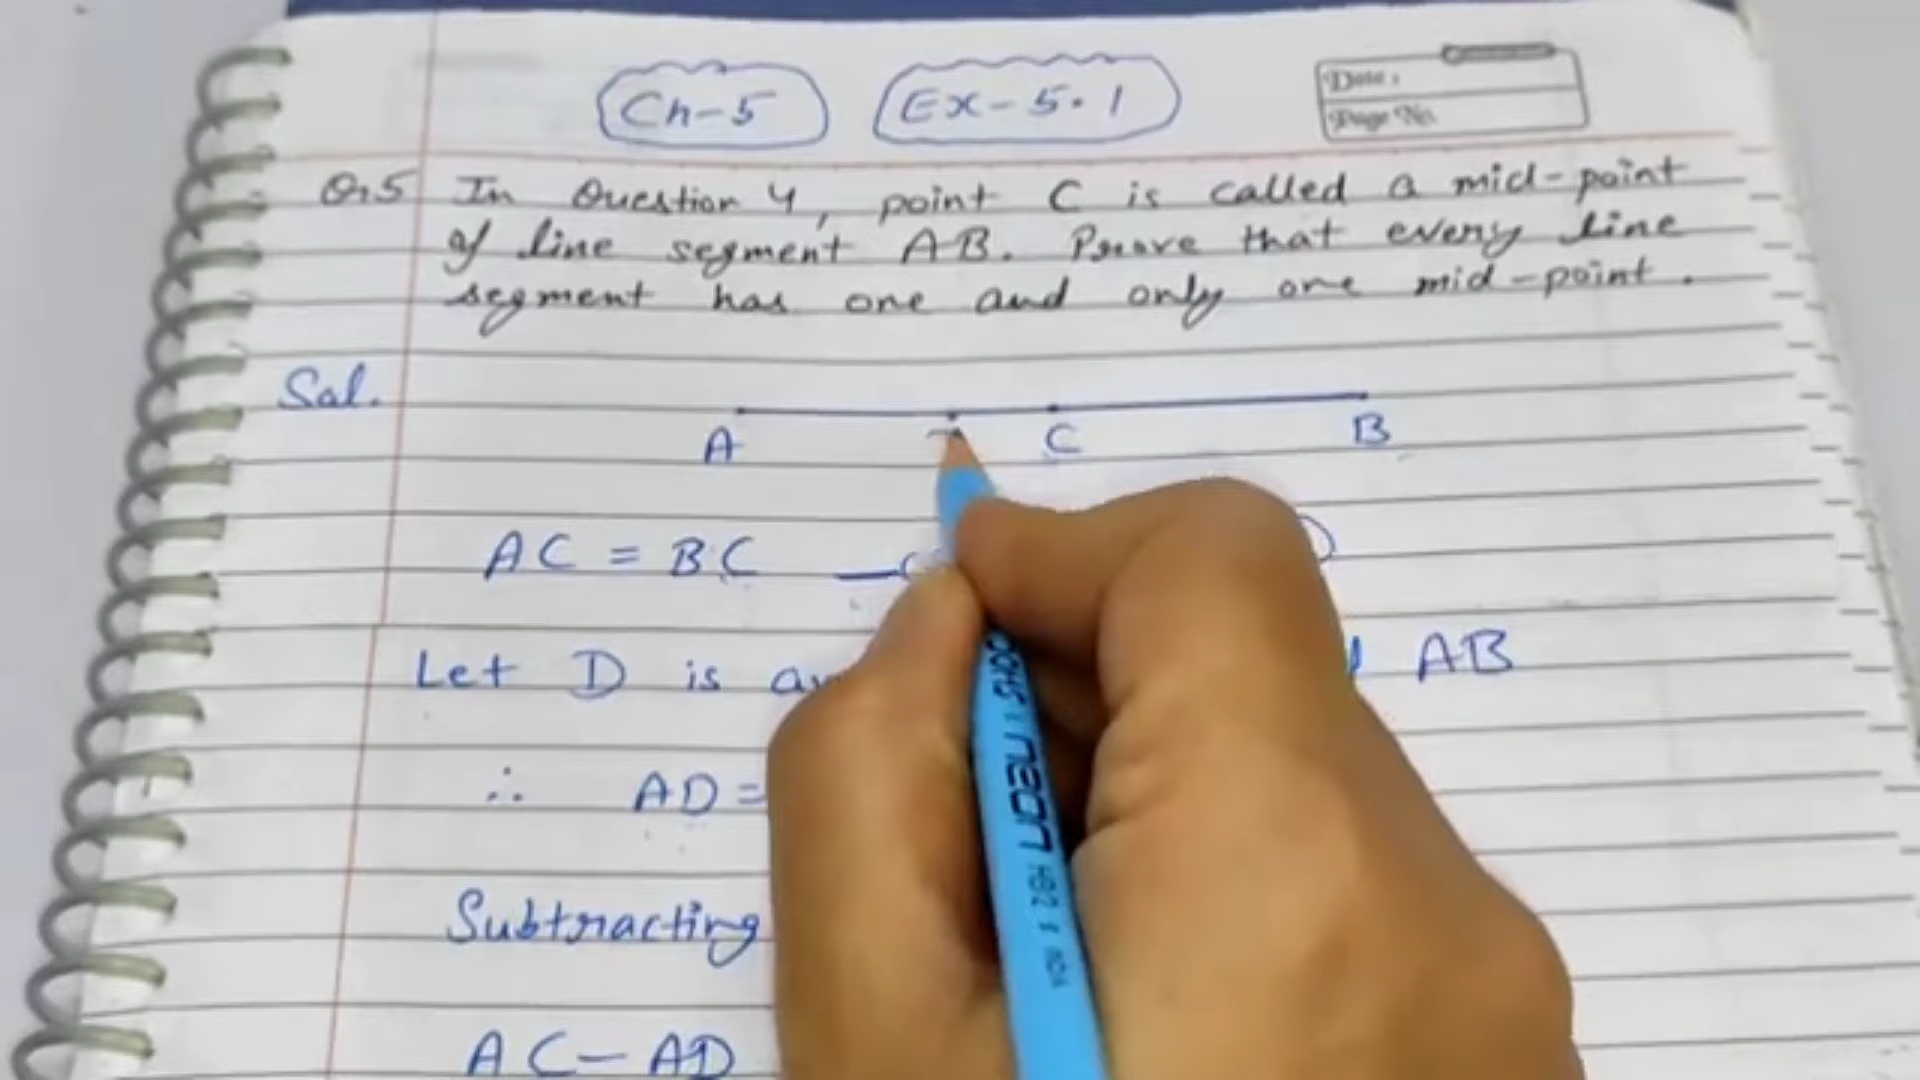 Ch-5 Ex-5.1
Date:
Page No.
Q.5 In Question 4, point C is called a mid-point
of line segment AB. Prove that every line
segment has one and only one mid-point.
Sol.
A C B
AC = BC
Let D is AB
∴ AD =
Subtracting
AC - AD